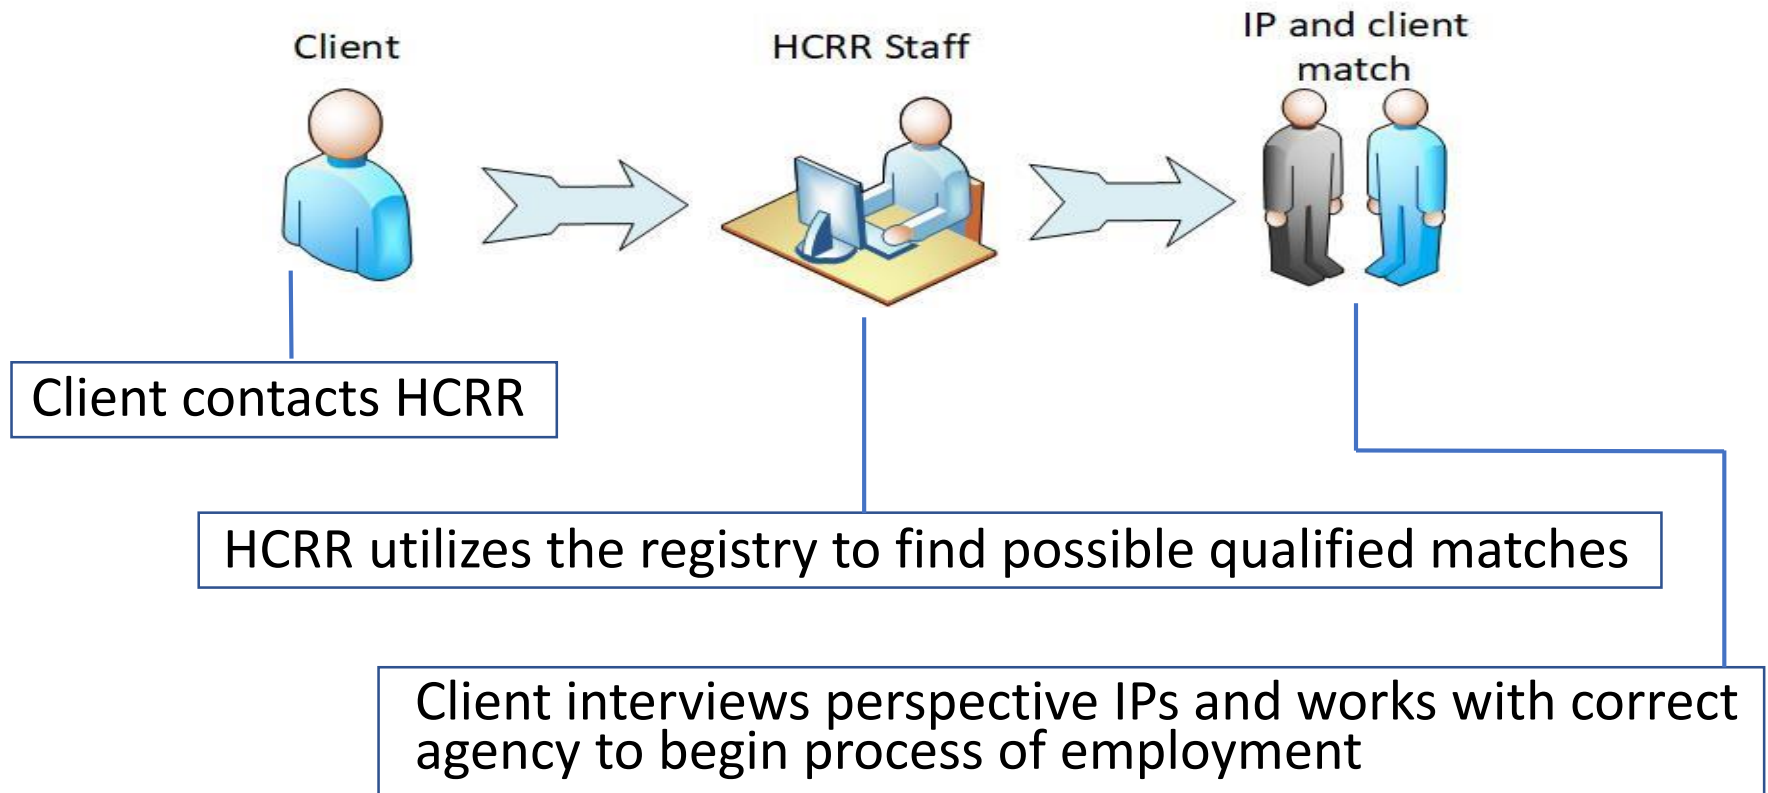 Client
HCRR Staff
IP and client
match
Client contacts HCRR
HCRR utilizes the registry to find possible qualified matches
Client interviews perspective IPs and works with correct
agency to begin process of employment